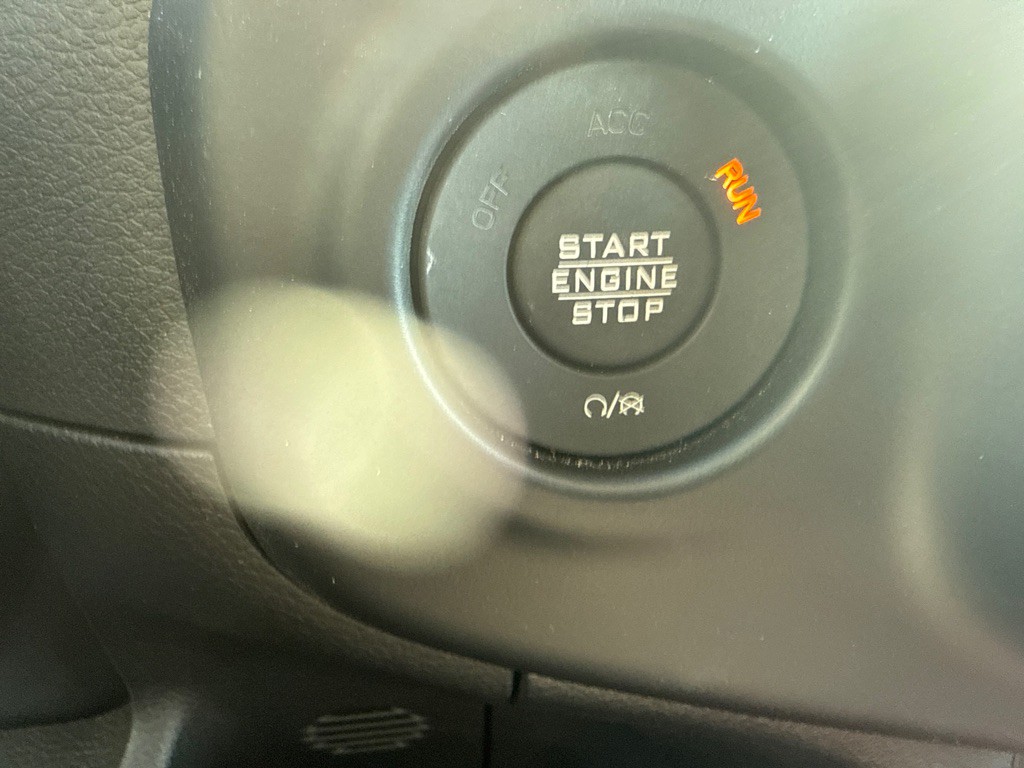 ACC
OFF
RUN
START
ENGINE
STOP